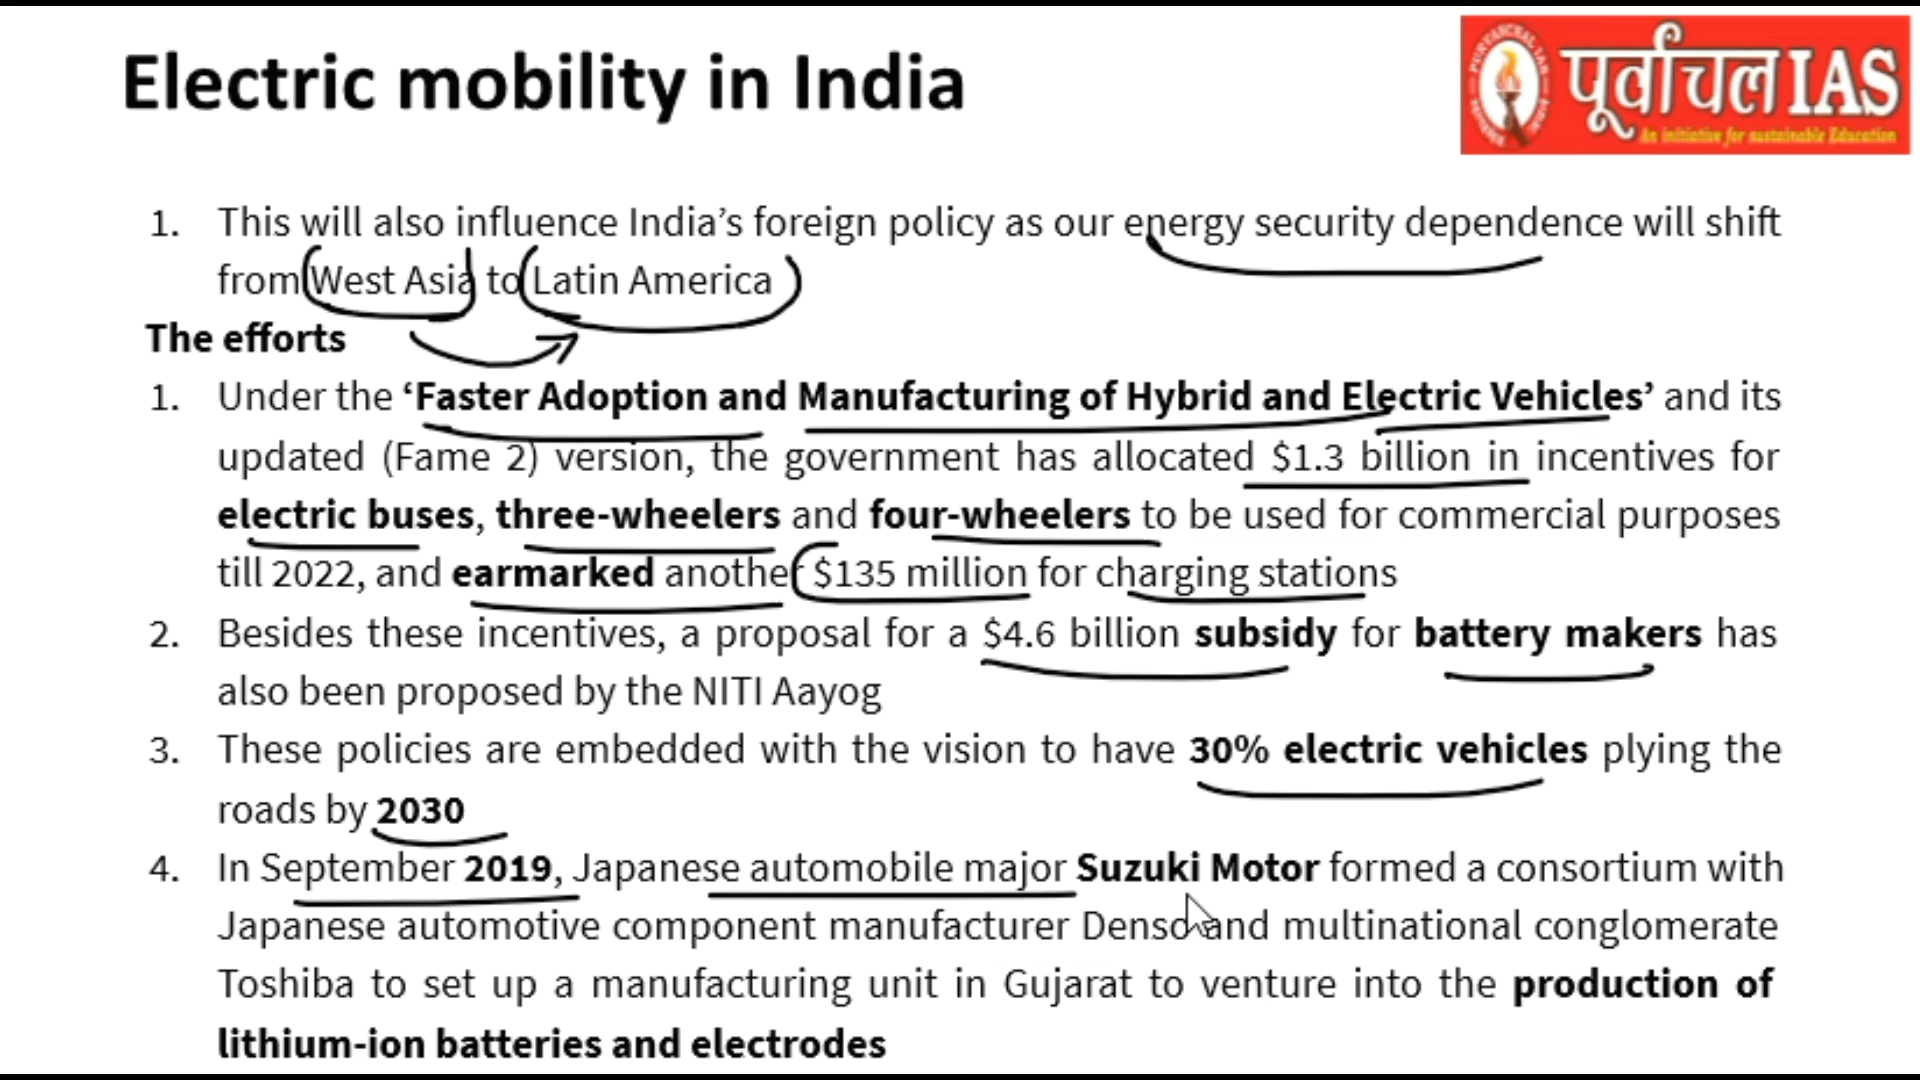 Electric mobility in India
पूर्वांचल IAS
An initiative for sustainable Education
PURVANCHAL IAS
1. This will also influence India’s foreign policy as our energy security dependence will shift
from West Asia to Latin America
The efforts
1. Under the ‘Faster Adoption and Manufacturing of Hybrid and Electric Vehicles’ and its
updated (Fame 2) version, the government has allocated $1.3 billion in incentives for
electric buses, three-wheelers and four-wheelers to be used for commercial purposes
till 2022, and earmarked another $135 million for charging stations
2. Besides these incentives, a proposal for a $4.6 billion subsidy for battery makers has
also been proposed by the NITI Aayog
3. These policies are embedded with the vision to have 30% electric vehicles plying the
roads by 2030
4. In September 2019, Japanese automobile major Suzuki Motor formed a consortium with
Japanese automotive component manufacturer Denso and multinational conglomerate
Toshiba to set up a manufacturing unit in Gujarat to venture into the production of
lithium-ion batteries and electrodes